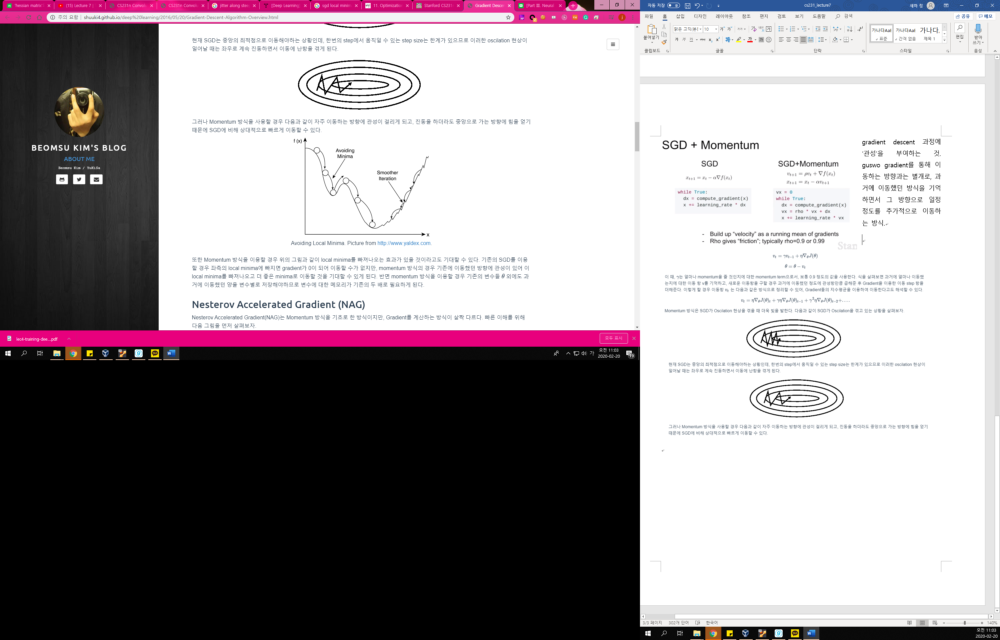 'hessian matrix'
(15) Lecture 7 |
CS231n Convolu
CS231n Convolu
jitter along steep
[Deep Learning]
sgd local minim
11. Optimization
Stanford CS231n
Gradient Descen
[Part Ⅲ. Neural
주의 요함
shuuki4.github.io/deep%20learning/2016/05/20/Gradient-Descent-Algorithm-Overview.html
현재 SGD는 중앙의 최적점으로 이동해야하는 상황인데, 한번의 step에서 움직일 수 있는 step size는 한계가 있으므로 이러한 oscilation 현상이
일어날 때는 좌우로 계속 진동하면서 이동에 난항을 겪게 된다.
그러나 Momentum 방식을 사용할 경우 다음과 같이 자주 이동하는 방향에 관성이 걸리게 되고, 진동을 하더라도 중앙으로 가는 방향에 힘을 얻기
때문에 SGD에 비해 상대적으로 빠르게 이동할 수 있다.
f (x)
Avoiding
Minima
Smoother
Iteration
x
Avoiding Local Minima. Picture from http://www.yaldex.com.
또한 Momentum 방식을 이용할 경우 위의 그림과 같이 local minima를 빠져나오는 효과가 있을 것이라고도 기대할 수 있다. 기존의 SGD를 이용
할 경우 좌측의 local minima에 빠지면 gradient가 0이 되어 이동할 수가 없지만, momentum 방식의 경우 기존에 이동했던 방향에 관성이 있어 이
local minima를 빠져나오고 더 좋은 minima로 이동할 것을 기대할 수 있게 된다. 반면 momentum 방식을 이용할 경우 기존의 변수들 θ 외에도 과
거에 이동했던 양을 변수별로 저장해야하므로 변수에 대한 메모리가 기존의 두 배로 필요하게 된다.
Nesterov Accelerated Gradient (NAG)
Nesterov Accelerated Gradient(NAG)는 Momentum 방식을 기초로 한 방식이지만, Gradient를 계산하는 방식이 살짝 다르다. 빠른 이해를 위해
다음 그림을 먼저 살펴보자.
BEOMSU KIM'S BLOG
ABOUT ME
Beomsu Kim / YuKiSa
lec4-training-dee....pdf
모두 표시
가
오전 11:03
2020-02-20
19
자동 저장
끔
cs231_lecture7
새하 정
파일
홈
삽입
디자인
레이아웃
참조
편지
검토
보기
도움말
검색
공유
메모
붙여넣기
맑은 고딕(본문
10
클립보드
글꼴
단락
가나다AaB
표준
가나다AaB
간격 없음
가나다,
제목 1
스타일
편집
받아
쓰기
음성
SGD + Momentum
SGD
x_{t+1} = x_t − α∇f(x_t)
while True:
dx = compute_gradient(x)
x += learning_rate * dx
SGD+Momentum
v_{t+1} = ρv_t + ∇f(x_t)
x_{t+1} = x_t − αv_{t+1}
vx = 0
while True:
dx = compute_gradient(x)
vx = rho * vx + dx
x += learning_rate * vx
- Build up "velocity" as a running mean of gradients
- Rho gives "friction"; typically rho=0.9 or 0.99
Stan
gradient descent 과정에
'관성'을 부여하는 것.
guswo gradient를 통해 이
동하는 방향과는 별개로, 과
거에 이동했던 방식을 기억
하면서 그 방향으로 일정
정도를 추가적으로 이동하
는 방식.
v_t = γv_{t−1} + η∇_θJ(θ)
θ = θ − v_t
이 때, γ는 얼마나 momentum을 줄 것인지에 대한 momentum term으로서, 보통 0.9 정도의 값을 사용한다. 식을 살펴보면 과거에 얼마나 이동했
는지에 대한 이동 항 v를 기억하고, 새로운 이동항을 구할 경우 과거에 이동했던 정도에 관성항만큼 곱해준 후 Gradient을 이용한 이동 step 항을
더해준다. 이렇게 할 경우 이동항 v_t 는 다음과 같은 방식으로 정리할 수 있어, Gradient들의 지수평균을 이용하여 이동한다고도 해석할 수 있다.
v_t = η∇_θJ(θ)_t + γη∇_θJ(θ)_{t−1} + γ²η∇_θJ(θ)_{t−2} + ....
Momentum 방식은 SGD가 Oscilation 현상을 겪을 때 더욱 빛을 발한다. 다음과 같이 SGD가 Oscilation을 겪고 있는 상황을 살펴보자.
현재 SGD는 중앙의 최적점으로 이동해야하는 상황인데, 한번의 step에서 움직일 수 있는 step size는 한계가 있으므로 이러한 oscilation 현상이
일어날 때는 좌우로 계속 진동하면서 이동에 난항을 겪게 된다.
그러나 Momentum 방식을 사용할 경우 다음과 같이 자주 이동하는 방향에 관성이 걸리게 되고, 진동을 하더라도 중앙으로 가는 방향에 힘을 얻기
때문에 SGD에 비해 상대적으로 빠르게 이동할 수 있다.
3/3 페이지
302개 단어
한국어
140%
오전 11:03
2020-02-20